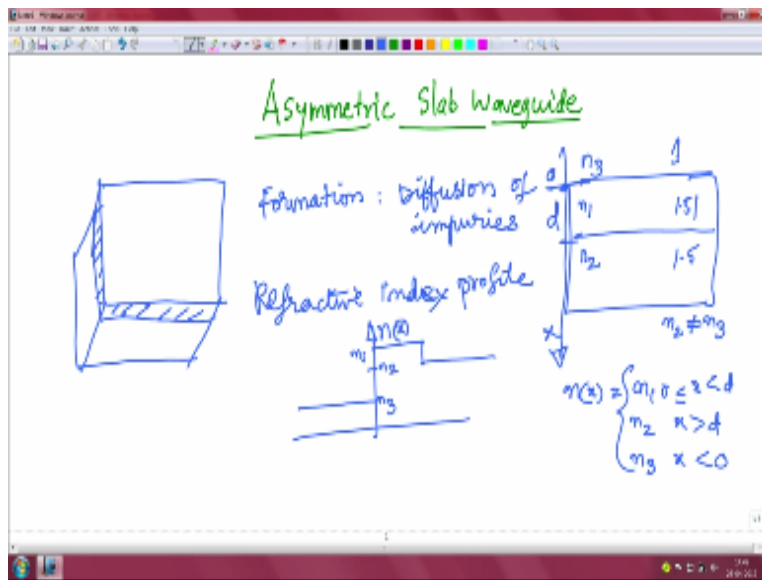 Asymmetric Slab Waveguide
Formation : Diffusion of
impuries
Refractive Index profile
n(x)
n1
n2
n3
0
d
x
n3 1
n1 1.51
n2 1.5
n2 ≠ n3
n(x) = { n1 0 ≤ x < d
n2 x > d
n3 x < 0